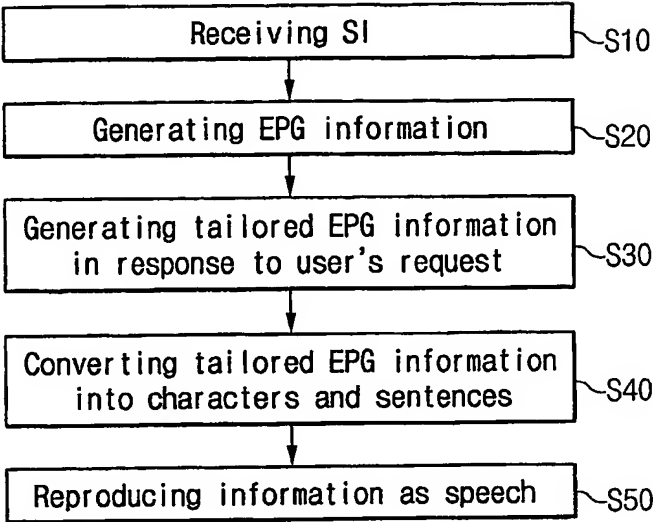 Receiving SI
S10
Generating EPG information
S20
Generating tailored EPG information
in response to user's request
S30
Converting tailored EPG information
into characters and sentences
S40
Reproducing information as speech
S50